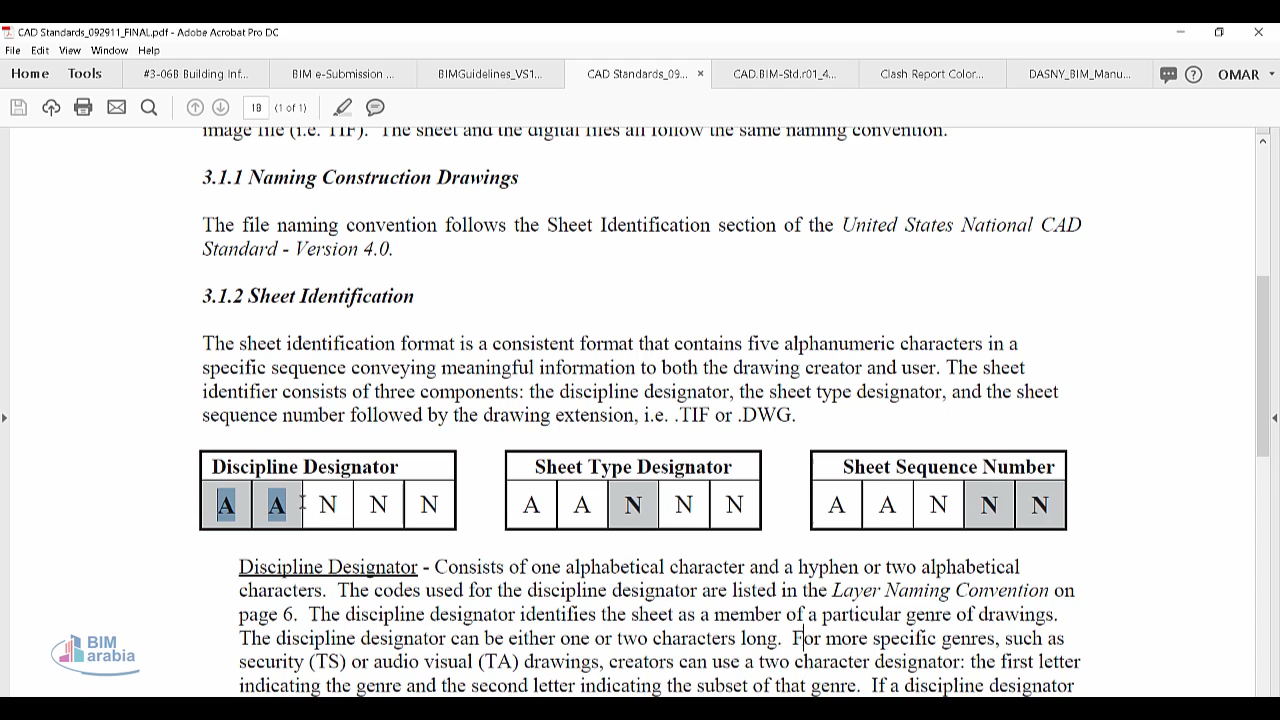 CAD Standards_092911_FINAL.pdf - Adobe Acrobat Pro DC
File Edit View Window Help
Home Tools #3-06B Building Inf... BIM e-Submission ... BIMGuidelines_VS1... CAD Standards_09... × CAD.BIM-Std.r01_4... Clash Report Color... DASNY_BIM_Manu... OMAR
18 (1 of 1)
image file (i.e. TIF). The sheet and the digital files all follow the same naming convention.
3.1.1 Naming Construction Drawings
The file naming convention follows the Sheet Identification section of the United States National CAD
Standard - Version 4.0.
3.1.2 Sheet Identification
The sheet identification format is a consistent format that contains five alphanumeric characters in a
specific sequence conveying meaningful information to both the drawing creator and user. The sheet
identifier consists of three components: the discipline designator, the sheet type designator, and the sheet
sequence number followed by the drawing extension, i.e. .TIF or .DWG.
Discipline Designator Sheet Type Designator Sheet Sequence Number
A A N N N A A N N N A A N N N
Discipline Designator - Consists of one alphabetical character and a hyphen or two alphabetical
characters. The codes used for the discipline designator are listed in the Layer Naming Convention on
page 6. The discipline designator identifies the sheet as a member of a particular genre of drawings.
The discipline designator can be either one or two characters long. For more specific genres, such as
security (TS) or audio visual (TA) drawings, creators can use a two character designator: the first letter
indicating the genre and the second letter indicating the subset of that genre. If a discipline designator
BIM
arabia